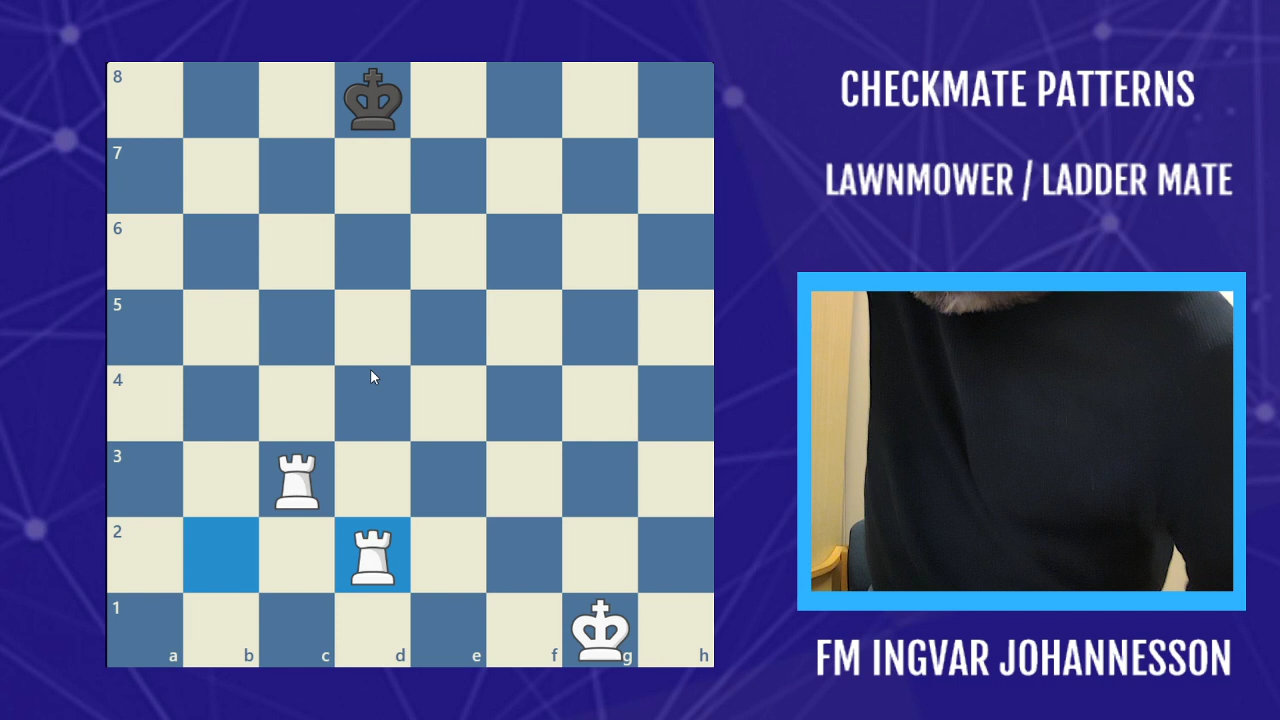 8
7
6
5
4
3
2
1
a b c d e f g h
CHECKMATE PATTERNS
LAWNMOWER / LADDER MATE
FM INGVAR JOHANNESSON